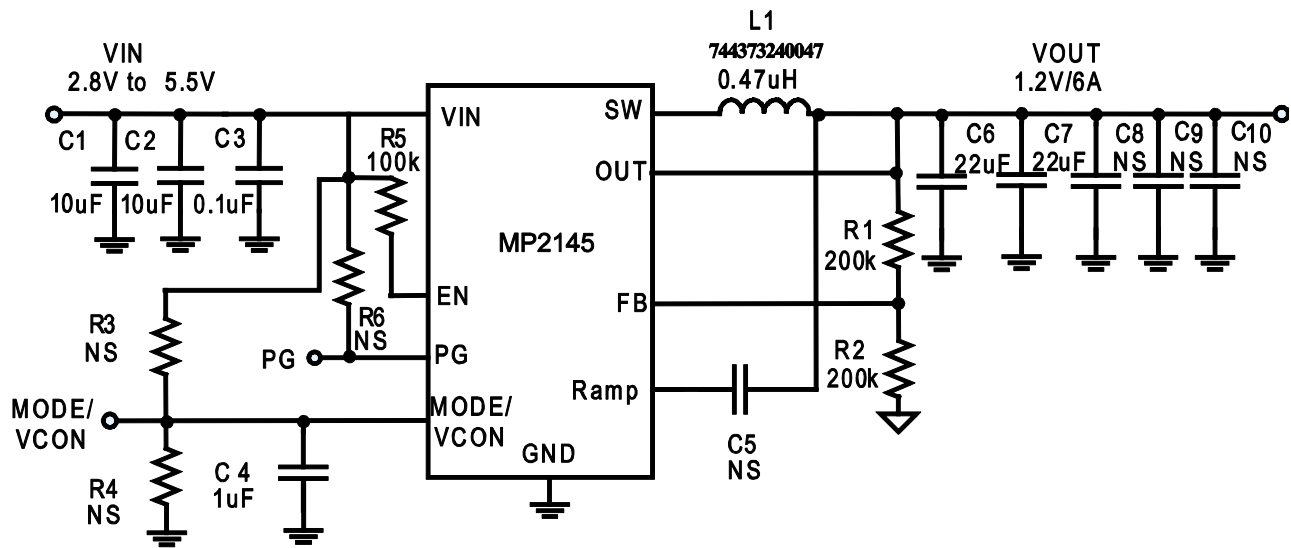 L1
744373240047
0.47uH
VIN
2.8V to 5.5V
VOUT
1.2V/6A
VIN
SW
C1
C2
C3
R5
100k
C6
22uF
C7
22uF
C8
NS
C9
NS
C10
NS
10uF
10uF
0.1uF
OUT
MP2145
R1
200k
EN
FB
R3
NS
R6
NS
PG
PG
R2
200k
Ramp
MODE/
VCON
MODE/
VCON
C5
NS
GND
R4
NS
C 4
1uF